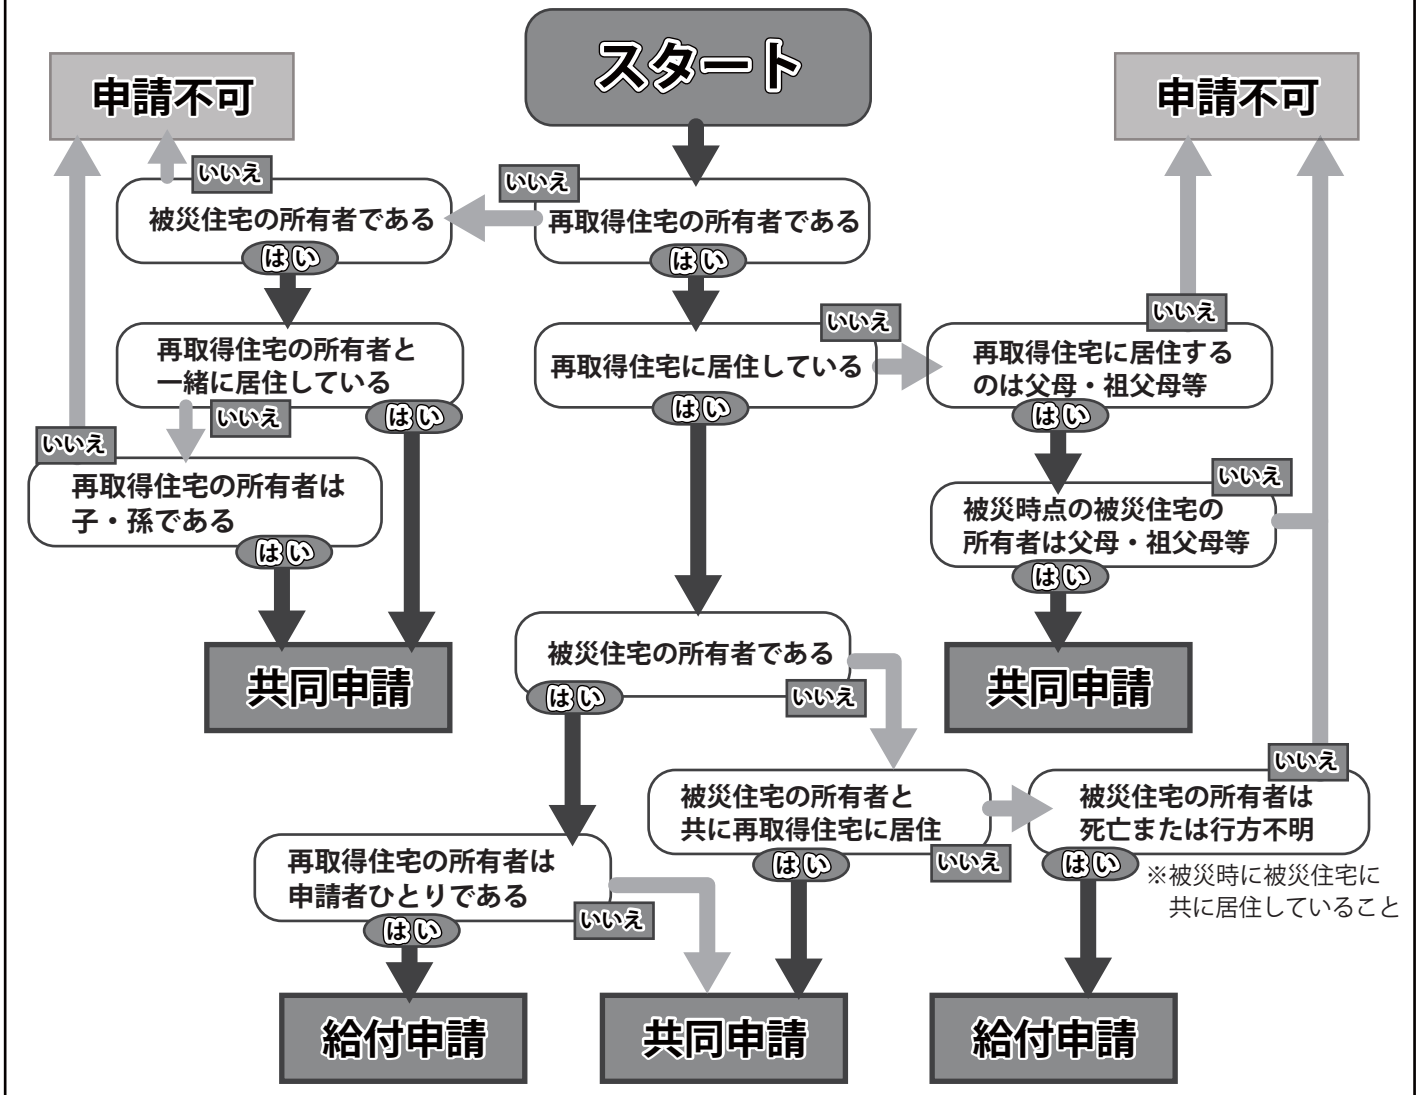 スタート
申請不可
申請不可
いいえ
被災住宅の所有者である
はい
いいえ
再取得住宅の所有者である
はい
再取得住宅の所有者と
一緒に居住している
いいえ
はい
いいえ
再取得住宅に居住している
はい
いいえ
再取得住宅に居住する
のは父母・祖父母等
はい
いいえ
再取得住宅の所有者は
子・孫である
はい
いいえ
被災時点の被災住宅の
所有者は父母・祖父母等
はい
共同申請
被災住宅の所有者である
はい
いいえ
共同申請
被災住宅の所有者と
共に再取得住宅に居住
はい
いいえ
いいえ
被災住宅の所有者は
死亡または行方不明
はい
※被災時に被災住宅に
共に居住していること
再取得住宅の所有者は
申請者ひとりである
はい
いいえ
給付申請
共同申請
給付申請